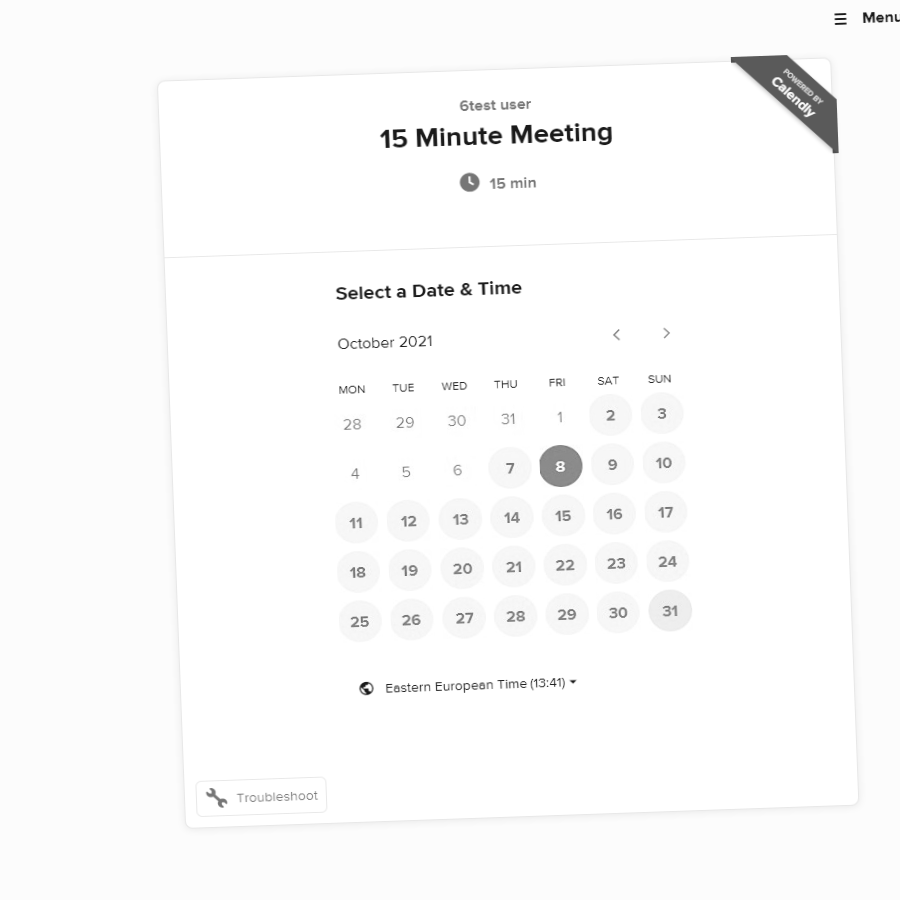 ☰ Menu
POWERED BY
Calendly
6test user
15 Minute Meeting
15 min
Select a Date & Time
October 2021
MON TUE WED THU FRI SAT SUN
28 29 30 31 1 2 3
4 5 6 7 8 9 10
11 12 13 14 15 16 17
18 19 20 21 22 23 24
25 26 27 28 29 30 31
Eastern European Time (13:41)
Troubleshoot